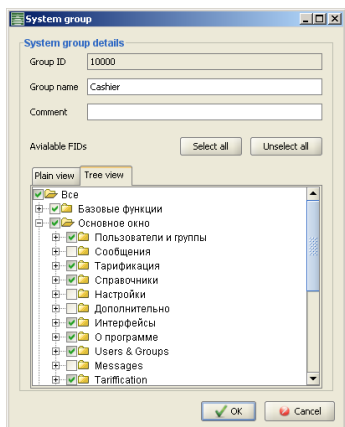 System group
System group details
Group ID 10000
Group name Cashier
Comment
Avialable FIDs Select all Unselect all
Plain view Tree view
Все
Базовые функции
Основное окно
Пользователи и группы
Сообщения
Тарификация
Справочники
Настройки
Дополнительно
Интерфейсы
О программе
Users & Groups
Messages
Tariffication
OK Cancel